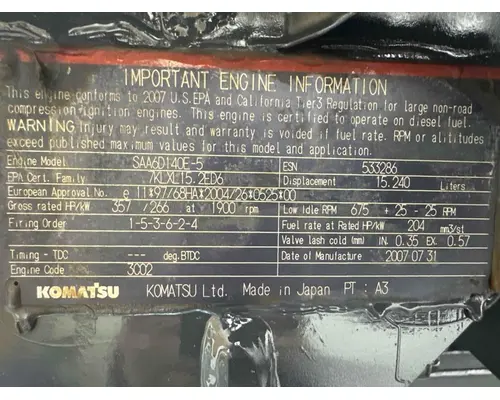 IMPORTANT ENGINE INFORMATION
This engine conforms to 2007 U.S.EPA and California Tier3 Regulation for large non-road
compression-ignition engines. This engine is certified to operate on diesel fuel.
WARNING Injury may result and warranty is voided if fuel rate. RPM or altitudes
exceed published maximum values for this engine model and application.
Engine Model SAA6D140E-5 ESN 533286
EPA Cert. Family 7KLXL15.2ED6 Displacement 15.240 Liters
European Approval No. e 11*97/68HA*2004/26*0525*00
Gross rated HP/kW 357 /266 at 1900 rpm Low Idle RPM 675 + 25 - 25 RPM
Firing Order 1-5-3-6-2-4 Fuel rate at Rated HP/kW 204 mm3/st
Valve lash cold (mm) IN. 0.35 EX. 0.57
Timing - TDC --- deg.BTDC Date of Manufacture 2007 07 31
Engine Code 3002
KOMATSU KOMATSU Ltd. Made in Japan PT : A3